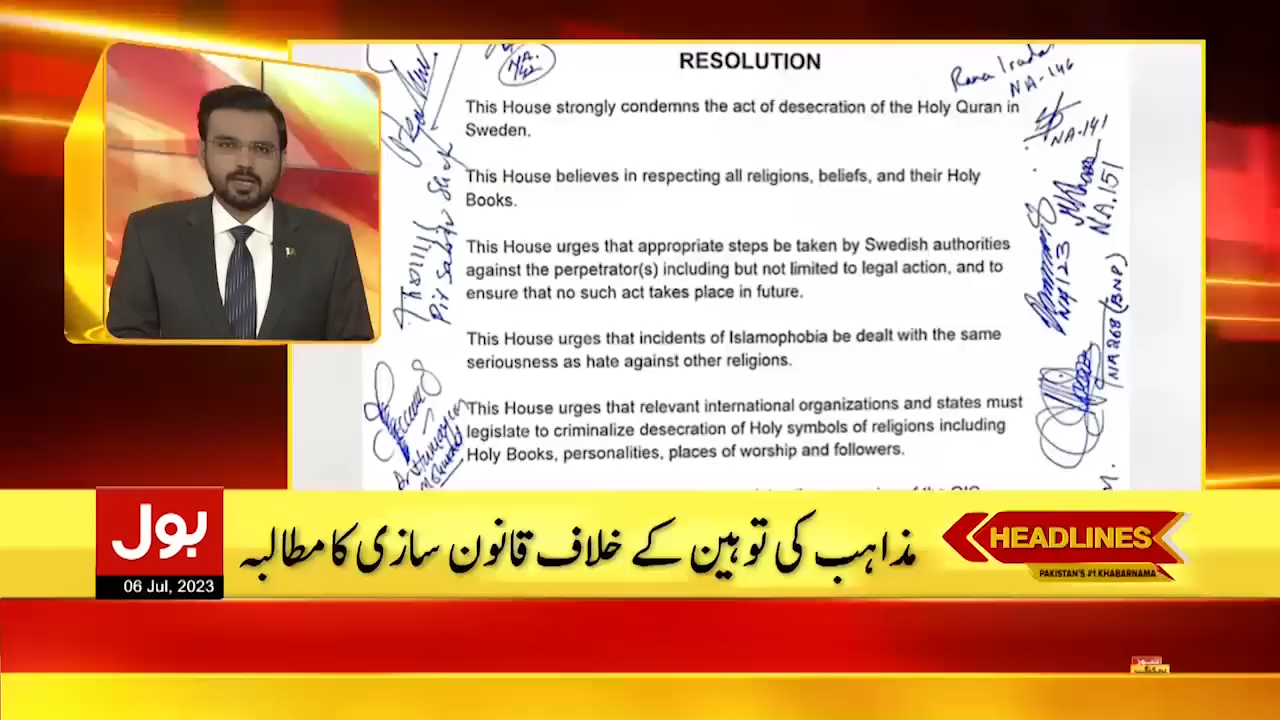 RESOLUTION
This House strongly condemns the act of desecration of the Holy Quran in
Sweden.
This House believes in respecting all religions, beliefs, and their Holy
Books.
This House urges that appropriate steps be taken by Swedish authorities
against the perpetrator(s) including but not limited to legal action, and to
ensure that no such act takes place in future.
This House urges that incidents of Islamophobia be dealt with the same
seriousness as hate against other religions.
This House urges that relevant international organizations and states must
legislate to criminalize desecration of Holy symbols of religions including
Holy Books, personalities, places of worship and followers.
NA-146
NA-141
NA.151
NA 123
NA 268 (BNP)
بول
06 Jul, 2023
مذاہب کی توہین کے خلاف قانون سازی کا مطالبہ
HEADLINES
PAKISTAN'S #1 KHABARNAMA